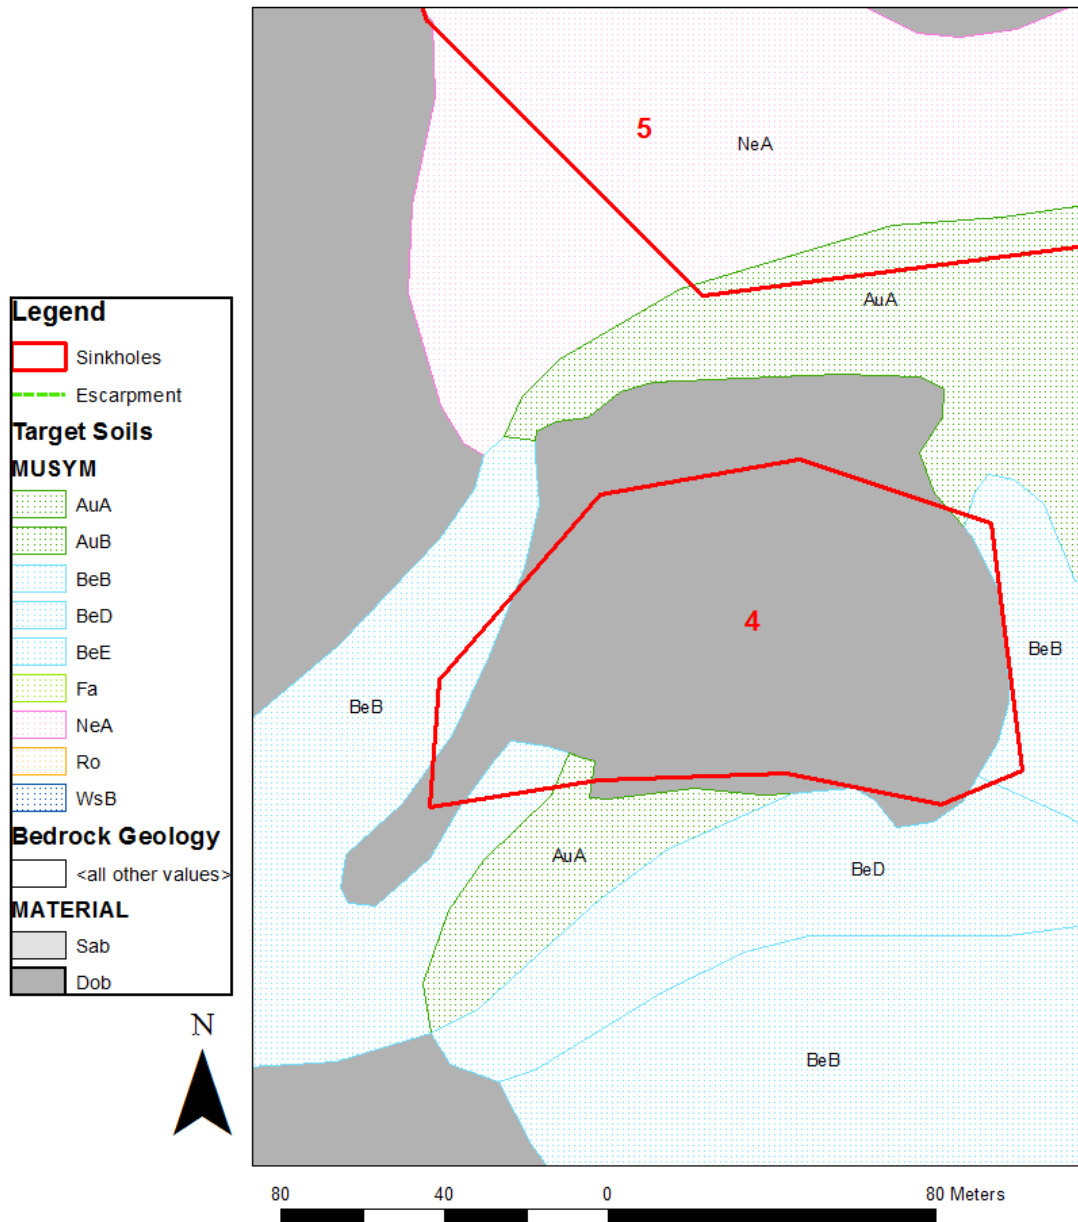 5
NeA
AuA
Legend
Sinkholes
Escarpment
Target Soils
MUSYM
AuA
AuB
BeB
BeD
BeE
Fa
NeA
Ro
WsB
Bedrock Geology
<all other values>
MATERIAL
Sab
Dob
N
4
BeB
BeB
AuA
BeD
BeB
80 40 0 80 Meters